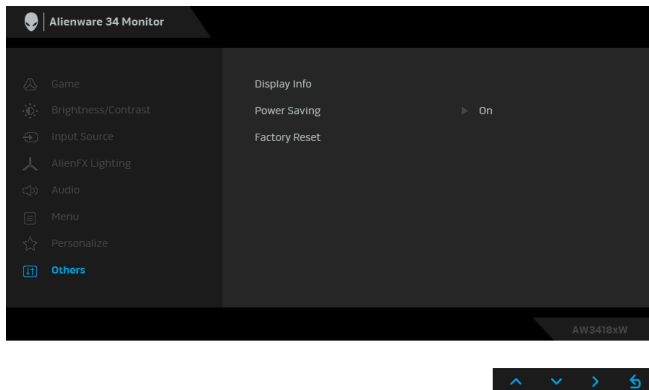 Alienware 34 Monitor
Game
Brightness/Contrast
Input Source
AlienFX Lighting
Audio
Menu
Personalize
Others
Display Info
Power Saving On
Factory Reset
AW3418xW